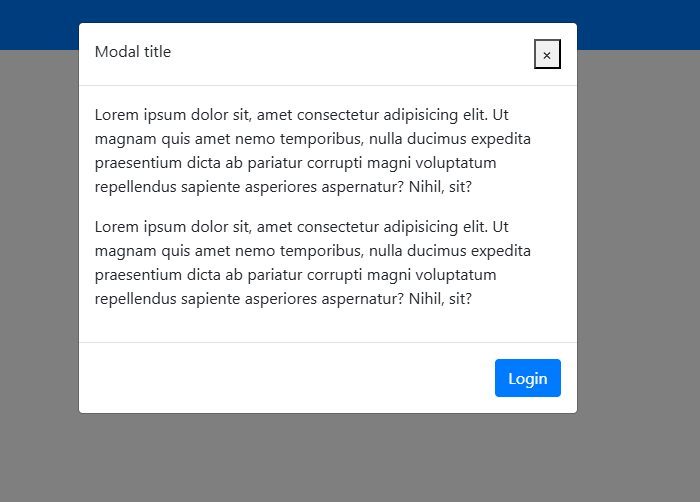 Modal title
×
Lorem ipsum dolor sit, amet consectetur adipisicing elit. Ut
magnam quis amet nemo temporibus, nulla ducimus expedita
praesentium dicta ab pariatur corrupti magni voluptatum
repellendus sapiente asperiores aspernatur? Nihil, sit?
Lorem ipsum dolor sit, amet consectetur adipisicing elit. Ut
magnam quis amet nemo temporibus, nulla ducimus expedita
praesentium dicta ab pariatur corrupti magni voluptatum
repellendus sapiente asperiores aspernatur? Nihil, sit?
Login